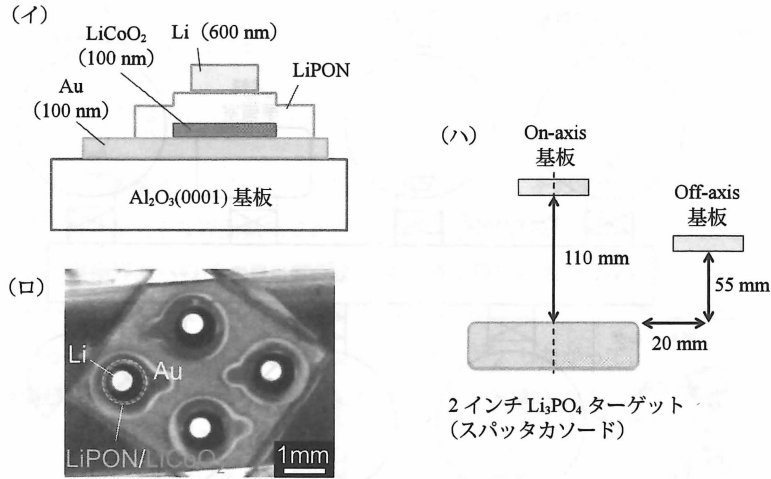 (イ)
LiCoO₂
(100 nm)
Li (600 nm)
LiPON
Au
(100 nm)
Al₂O₃(0001) 基板
(ロ)
Li
Au
LiPON/LiCoO₂
1mm
(ハ)
On-axis
基板
Off-axis
基板
110 mm
55 mm
20 mm
2 インチ Li₃PO₄ ターゲット
(スパッタカソード)